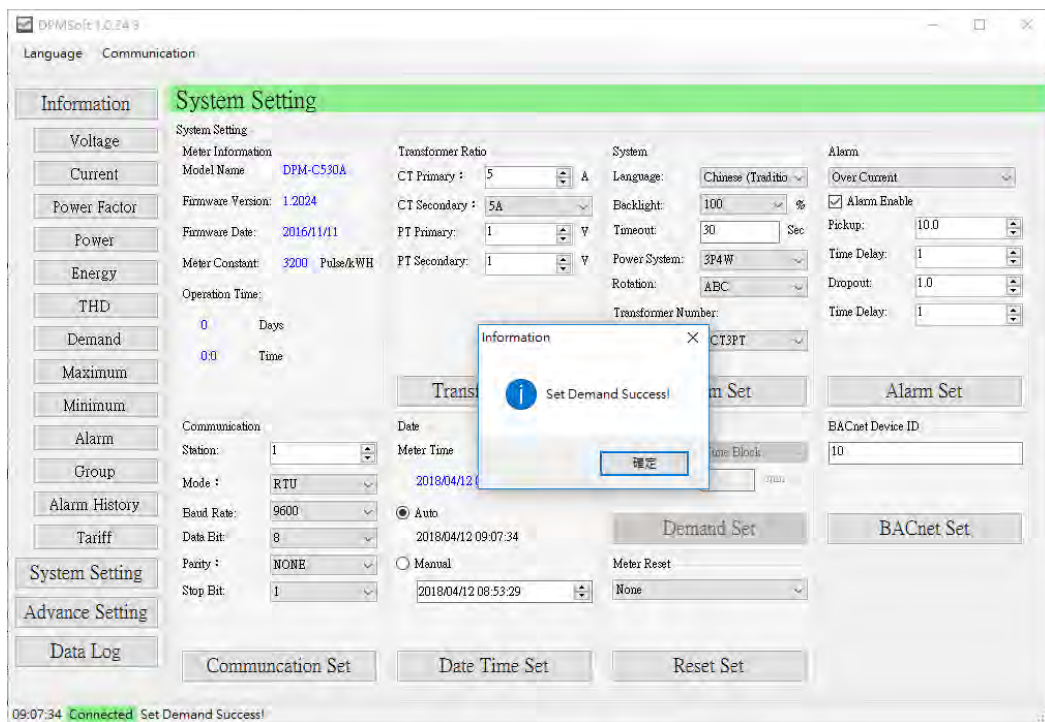 DPMSoft 1.0.24.9
Language Communication
Information
Voltage
Current
Power Factor
Power
Energy
THD
Demand
Maximum
Minimum
Alarm
Group
Alarm History
Tariff
System Setting
Advance Setting
Data Log
System Setting
System Setting
Meter Information
Model Name DPM-C530A
Firmware Version: 1.2024
Firmware Date: 2016/11/11
Meter Constant: 3200 Pulse/kWH
Operation Time:
0 Days
0:0 Time
Transformer Ratio
CT Primary : 5 A
CT Secondary : 5A
PT Primary: 1 V
PT Secondary: 1 V
Transf
System
Language: Chinese (Traditio
Backlight: 100 %
Timeout: 30 Sec
Power System: 3P4W
Rotation: ABC
Transformer Number:
CT3PT
m Set
Alarm
Over Current
Alarm Enable
Pickup: 10.0
Time Delay: 1
Dropout: 1.0
Time Delay: 1
Alarm Set
Information
Set Demand Success!
確定
Communication
Station: 1
Mode : RTU
Baud Rate: 9600
Data Bit: 8
Parity : NONE
Stop Bit: 1
Communcation Set
Date
Meter Time
2018/04/12
Auto
2018/04/12 09:07:34
Manual
2018/04/12 08:53:29
Date Time Set
Block
min
Demand Set
Meter Reset
None
Reset Set
BACnet Device ID
10
BACnet Set
09:07:34 Connected Set Demand Success!